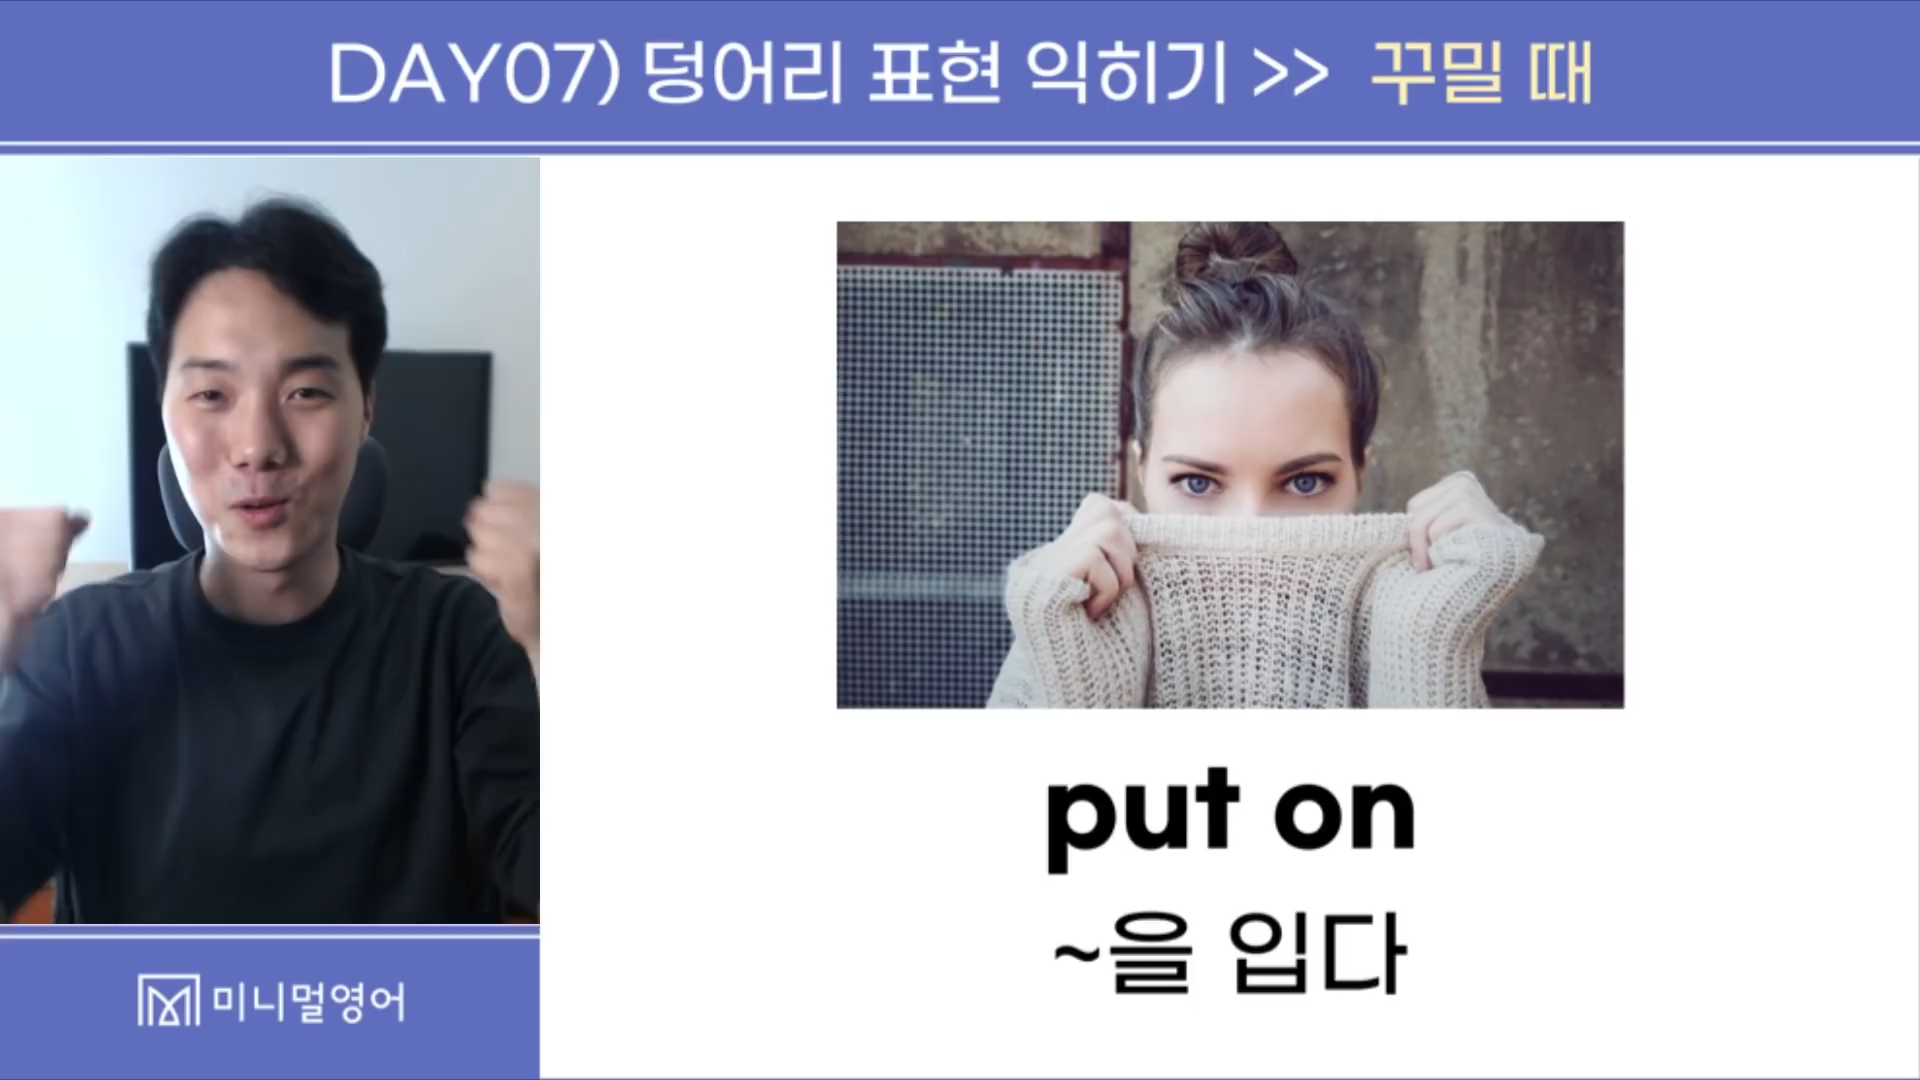 DAY07) 덩어리 표현 익히기 >> 꾸밀 때
put on
~을 입다
미니멀영어